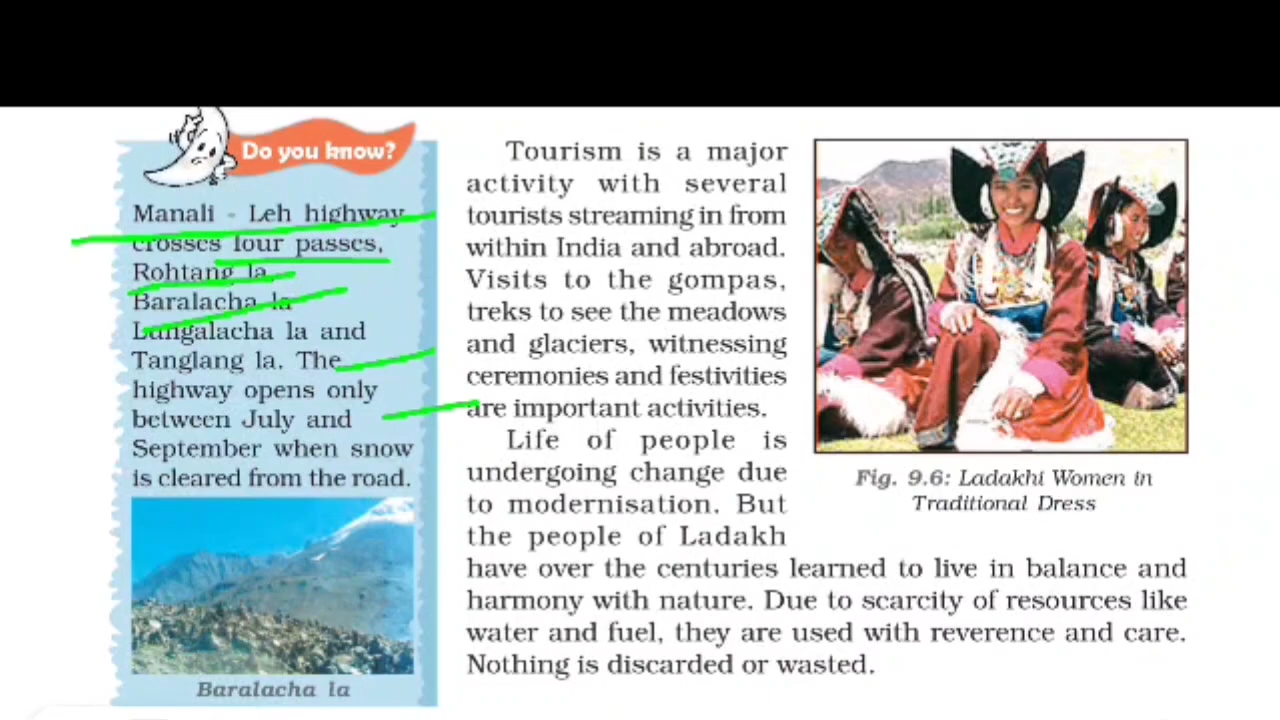 Do you know?
Manali - Leh highway
crosses four passes,
Rohtang la,
Baralacha la
Lungalacha la and
Tanglang la. The
highway opens only
between July and
September when snow
is cleared from the road.
Baralacha la
Tourism is a major
activity with several
tourists streaming in from
within India and abroad.
Visits to the gompas,
treks to see the meadows
and glaciers, witnessing
ceremonies and festivities
are important activities.
Life of people is
undergoing change due
to modernisation. But
the people of Ladakh
have over the centuries learned to live in balance and
harmony with nature. Due to scarcity of resources like
water and fuel, they are used with reverence and care.
Nothing is discarded or wasted.
Fig. 9.6: Ladakhi Women in
Traditional Dress